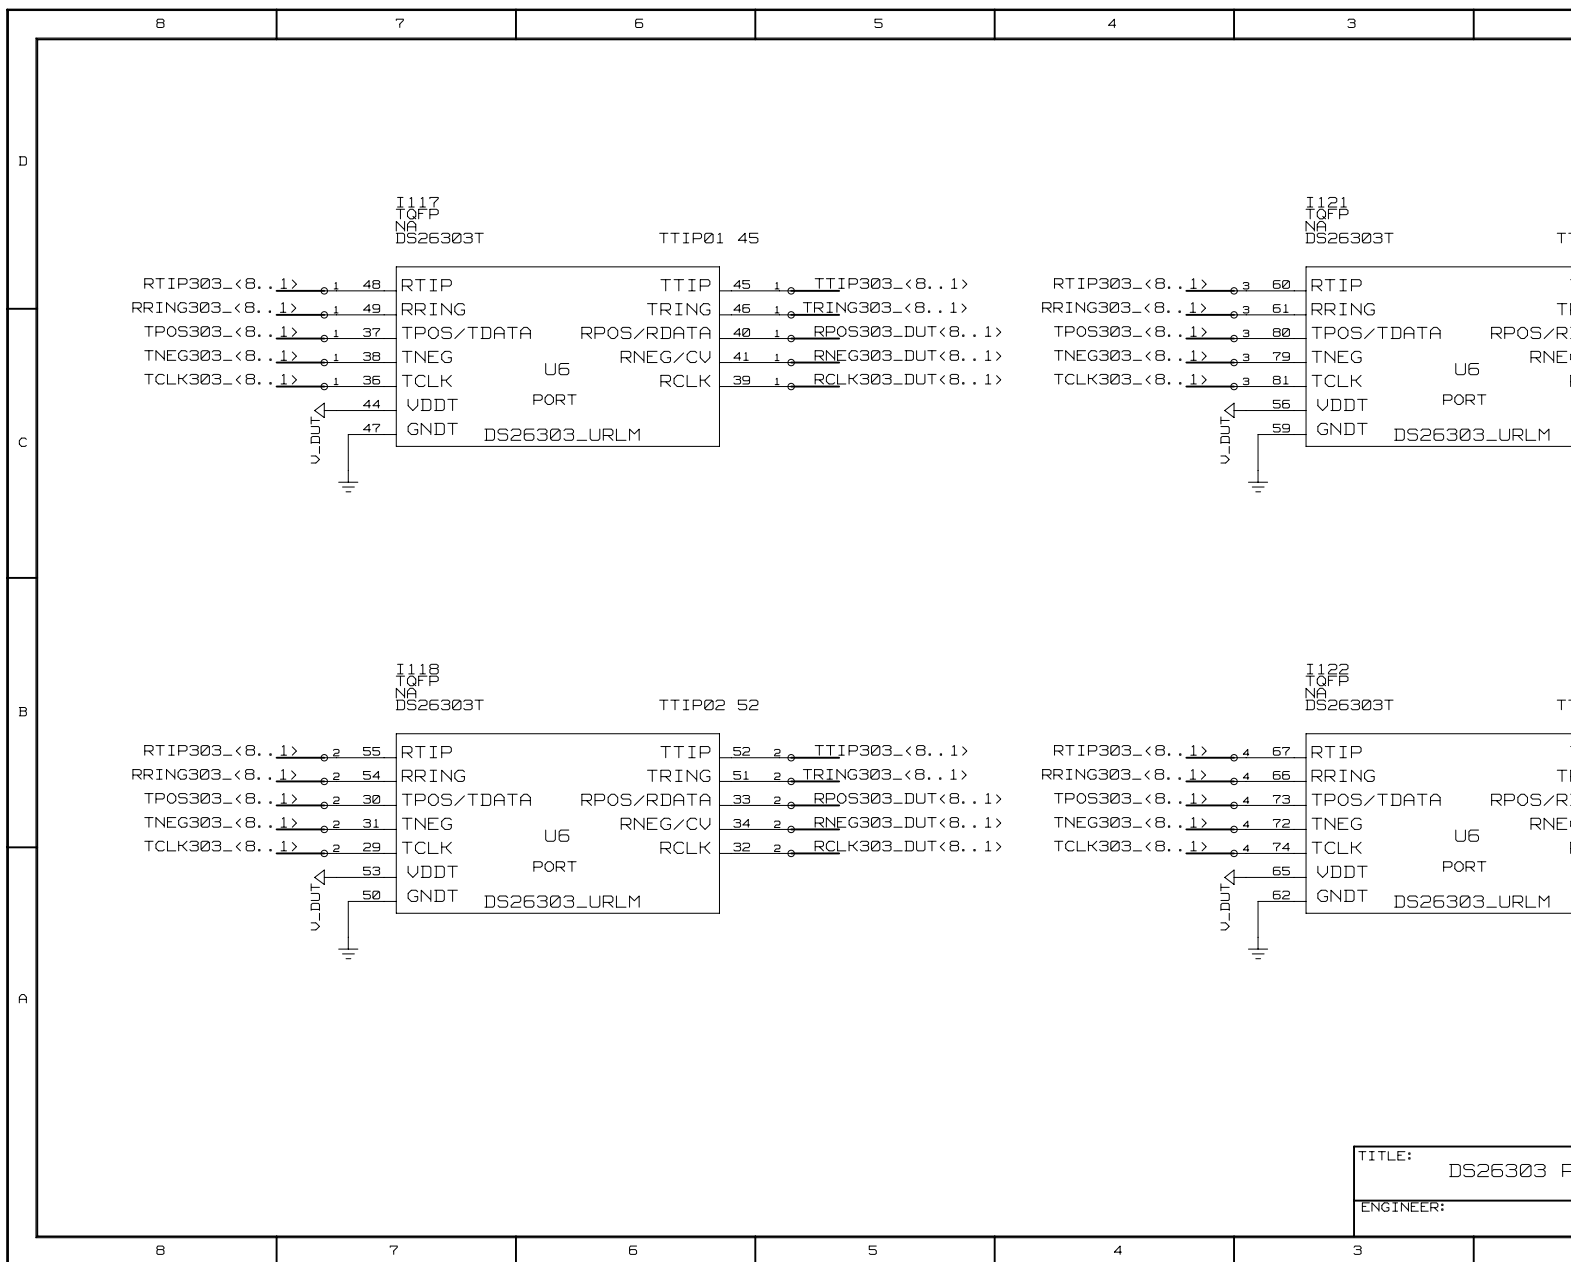 8 7 6 5 4 3
D
C
B
A
I117
TQFP
NA
DS26303T
TTIP01 45
RTIP303_<8..1> 1 48 RTIP TTIP 45 1 TTIP303_<8..1>
RRING303_<8..1> 1 49 RRING TRING 46 1 TRING303_<8..1>
TPOS303_<8..1> 1 37 TPOS/TDATA RPOS/RDATA 40 1 RPOS303_DUT<8..1>
TNEG303_<8..1> 1 38 TNEG RNEG/CV 41 1 RNEG303_DUT<8..1>
TCLK303_<8..1> 1 36 TCLK RCLK 39 1 RCLK303_DUT<8..1>
U6
PORT
44 VDDT
47 GNDT
V_DUT
DS26303_URLM
I121
TQFP
NA
DS26303T
RTIP303_<8..1> 3 60 RTIP
RRING303_<8..1> 3 61 RRING
TPOS303_<8..1> 3 80 TPOS/TDATA
TNEG303_<8..1> 3 79 TNEG
TCLK303_<8..1> 3 81 TCLK
U6
PORT
56 VDDT
59 GNDT
V_DUT
DS26303_URLM
I118
TQFP
NA
DS26303T
TTIP02 52
RTIP303_<8..1> 2 55 RTIP TTIP 52 2 TTIP303_<8..1>
RRING303_<8..1> 2 54 RRING TRING 51 2 TRING303_<8..1>
TPOS303_<8..1> 2 30 TPOS/TDATA RPOS/RDATA 33 2 RPOS303_DUT<8..1>
TNEG303_<8..1> 2 31 TNEG RNEG/CV 34 2 RNEG303_DUT<8..1>
TCLK303_<8..1> 2 29 TCLK RCLK 32 2 RCLK303_DUT<8..1>
U6
PORT
53 VDDT
50 GNDT
V_DUT
DS26303_URLM
I122
TQFP
NA
DS26303T
RTIP303_<8..1> 4 67 RTIP
RRING303_<8..1> 4 66 RRING
TPOS303_<8..1> 4 73 TPOS/TDATA
TNEG303_<8..1> 4 72 TNEG
TCLK303_<8..1> 4 74 TCLK
U6
PORT
65 VDDT
62 GNDT
V_DUT
DS26303_URLM
TITLE:
DS26303
ENGINEER:
8 7 6 5 4 3